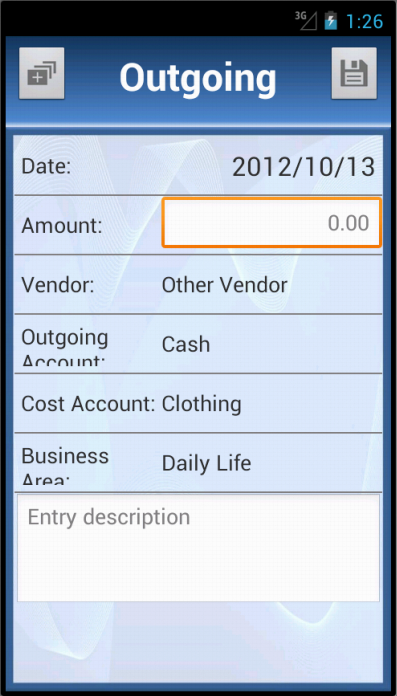 3G 1:26
Outgoing
Date: 2012/10/13
Amount: 0.00
Vendor: Other Vendor
Outgoing
Account: Cash
Cost Account: Clothing
Business
Area: Daily Life
Entry description